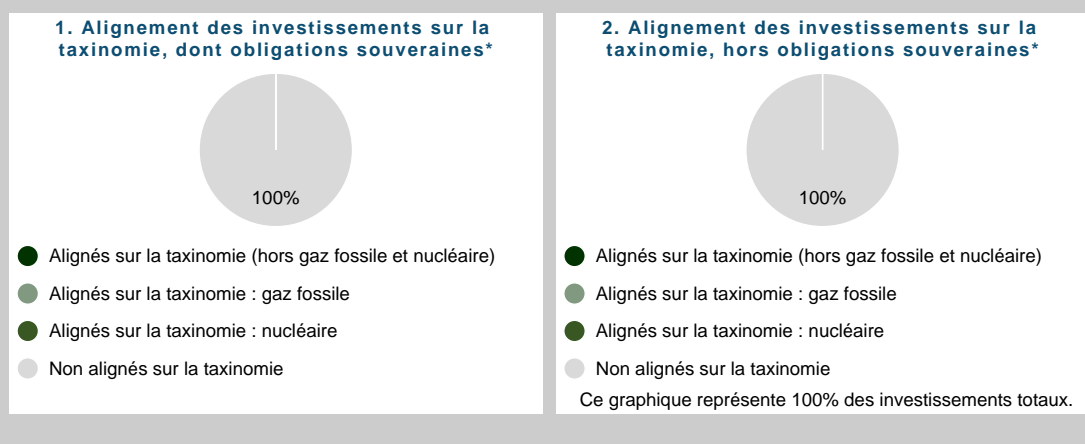 1. Alignement des investissements sur la
taxinomie, dont obligations souveraines*
100%
Alignés sur la taxinomie (hors gaz fossile et nucléaire)
Alignés sur la taxinomie : gaz fossile
Alignés sur la taxinomie : nucléaire
Non alignés sur la taxinomie
2. Alignement des investissements sur la
taxinomie, hors obligations souveraines*
100%
Alignés sur la taxinomie (hors gaz fossile et nucléaire)
Alignés sur la taxinomie : gaz fossile
Alignés sur la taxinomie : nucléaire
Non alignés sur la taxinomie
Ce graphique représente 100% des investissements totaux.